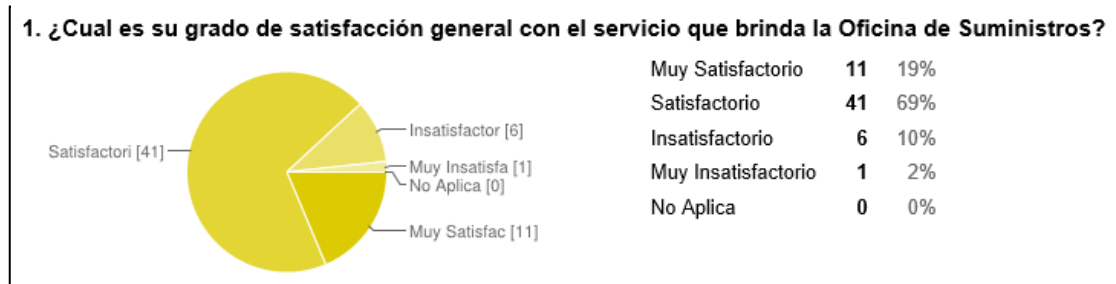 1. ¿Cual es su grado de satisfacción general con el servicio que brinda la Oficina de Suministros?
Satisfactori [41]
Insatisfactor [6]
Muy Insatisfa [1]
No Aplica [0]
Muy Satisfac [11]
Muy Satisfactorio 11 19%
Satisfactorio 41 69%
Insatisfactorio 6 10%
Muy Insatisfactorio 1 2%
No Aplica 0 0%